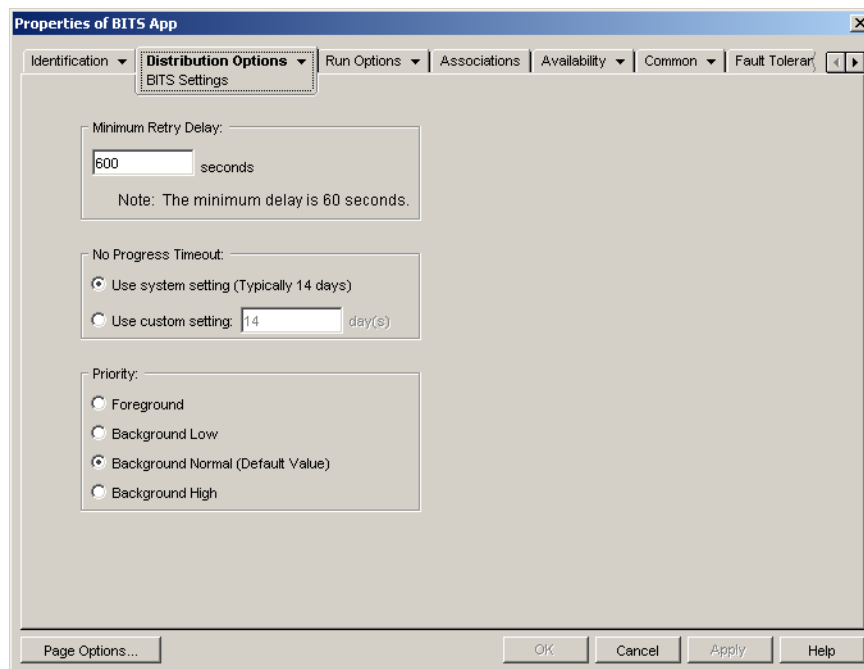 Properties of BITS App
Identification Distribution Options Run Options Associations Availability Common Fault Toleran
BITS Settings
Minimum Retry Delay:
600 seconds
Note: The minimum delay is 60 seconds.
No Progress Timeout:
Use system setting (Typically 14 days)
Use custom setting: 14 day(s)
Priority:
Foreground
Background Low
Background Normal (Default Value)
Background High
Page Options... OK Cancel Apply Help